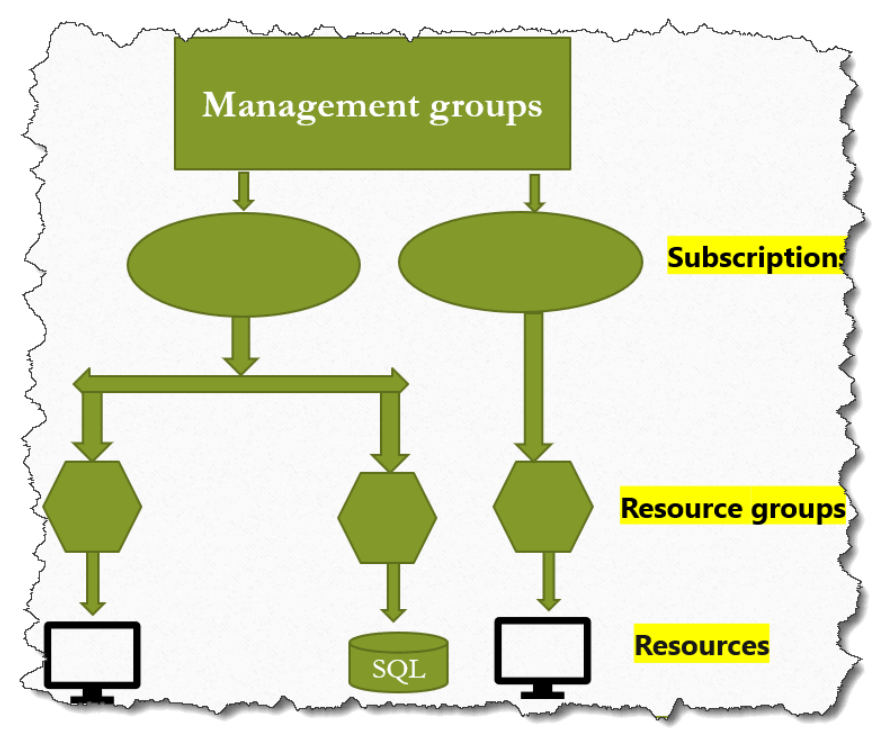 Management groups
Subscriptions
Resource groups
SQL
Resources